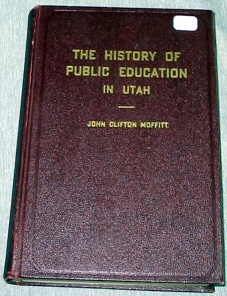 THE HISTORY OF
PUBLIC EDUCATION
IN UTAH
JOHN CLIFTON MOFFITT